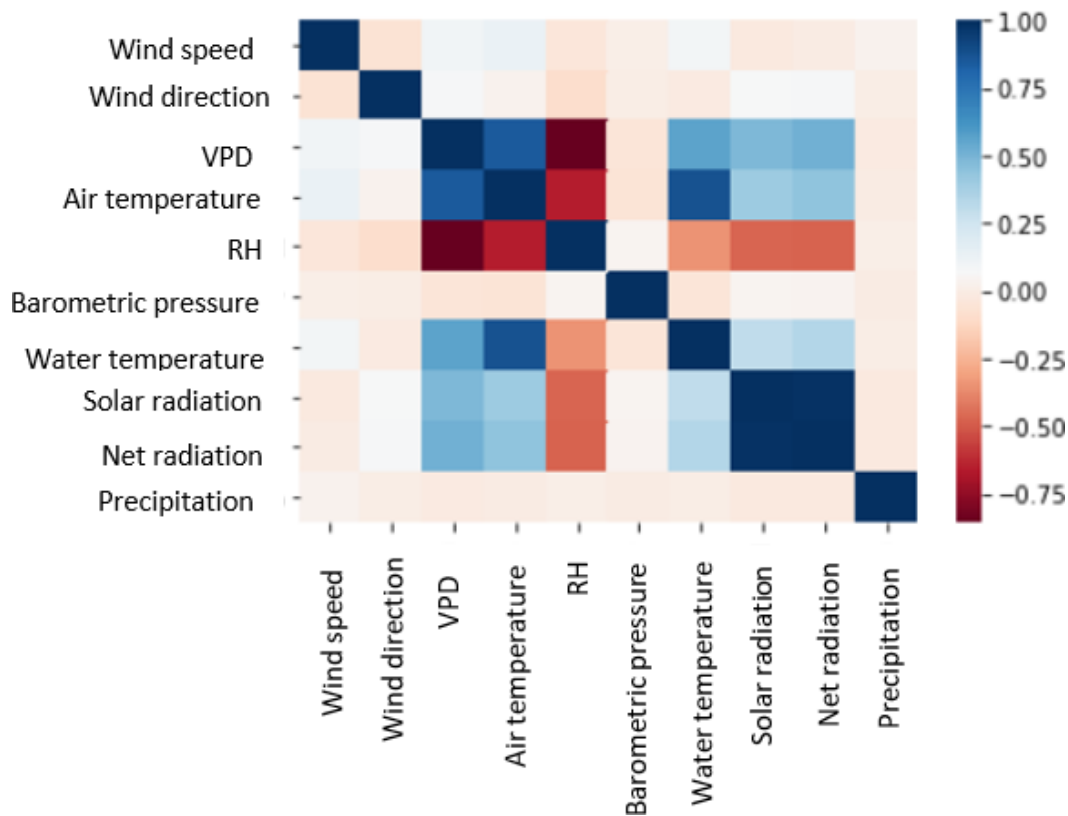 Wind speed
Wind direction
VPD
Air temperature
RH
Barometric pressure
Water temperature
Solar radiation
Net radiation
Precipitation
1.00
0.75
0.50
0.25
0.00
−0.25
−0.50
−0.75
Wind speed
Wind direction
VPD
Air temperature
RH
Barometric pressure
Water temperature
Solar radiation
Net radiation
Precipitation